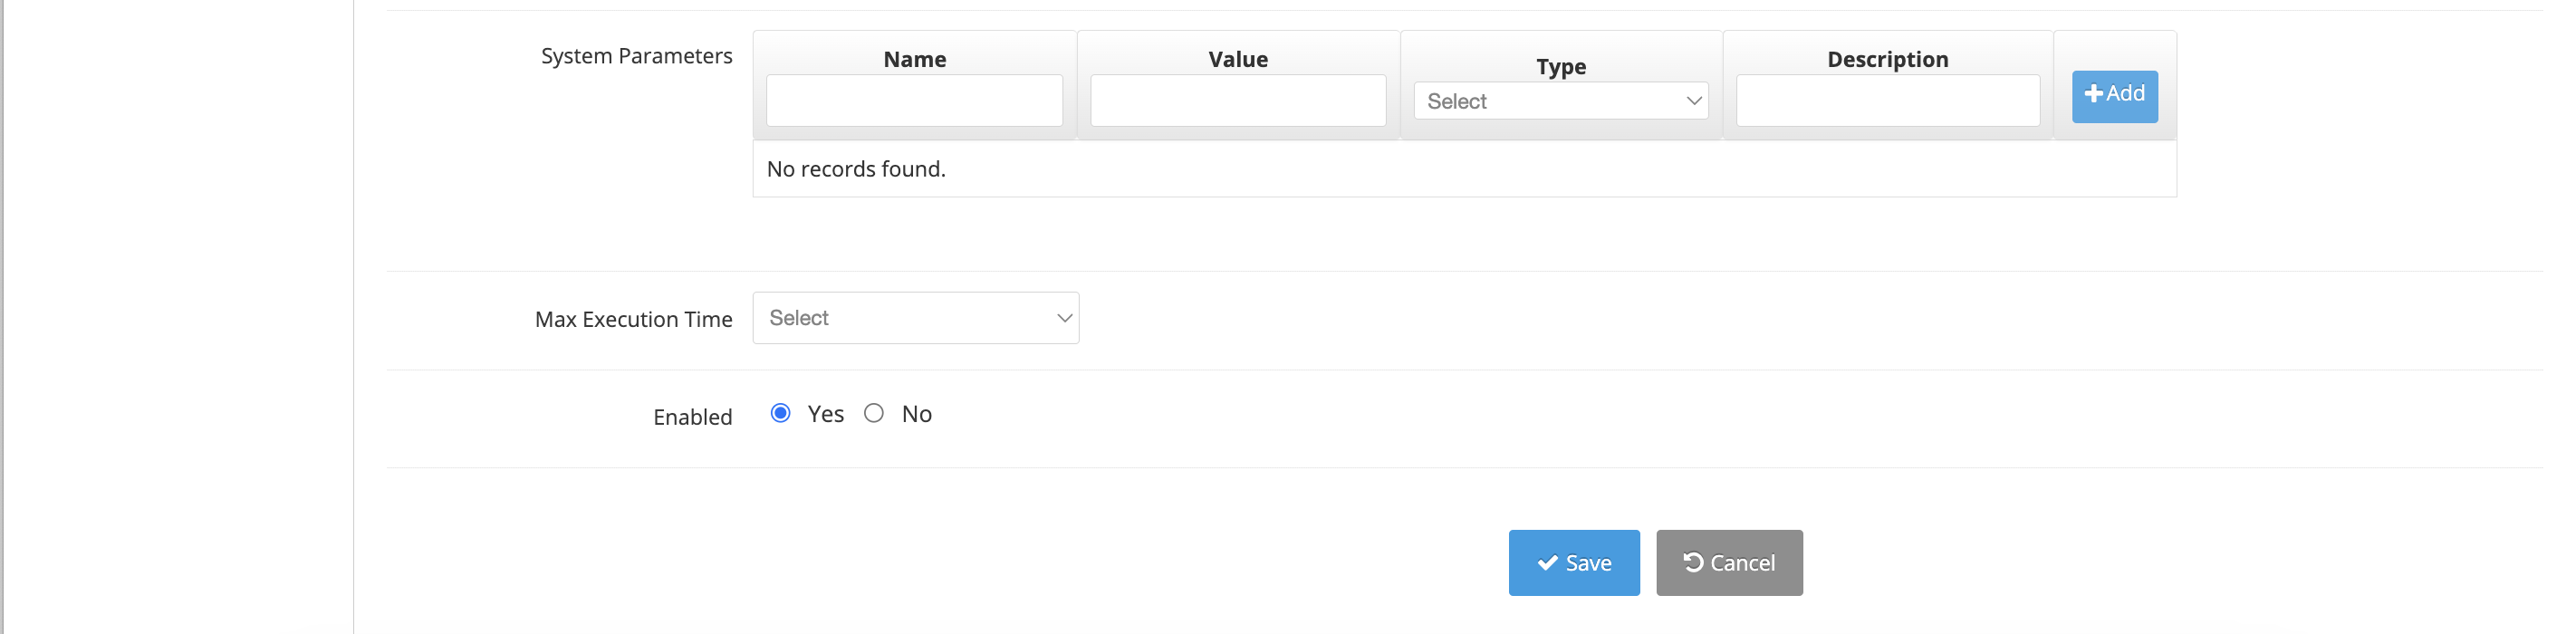 System Parameters
Name Value Type Description
Select
Add
No records found.
Max Execution Time Select
Enabled Yes No
Save Cancel